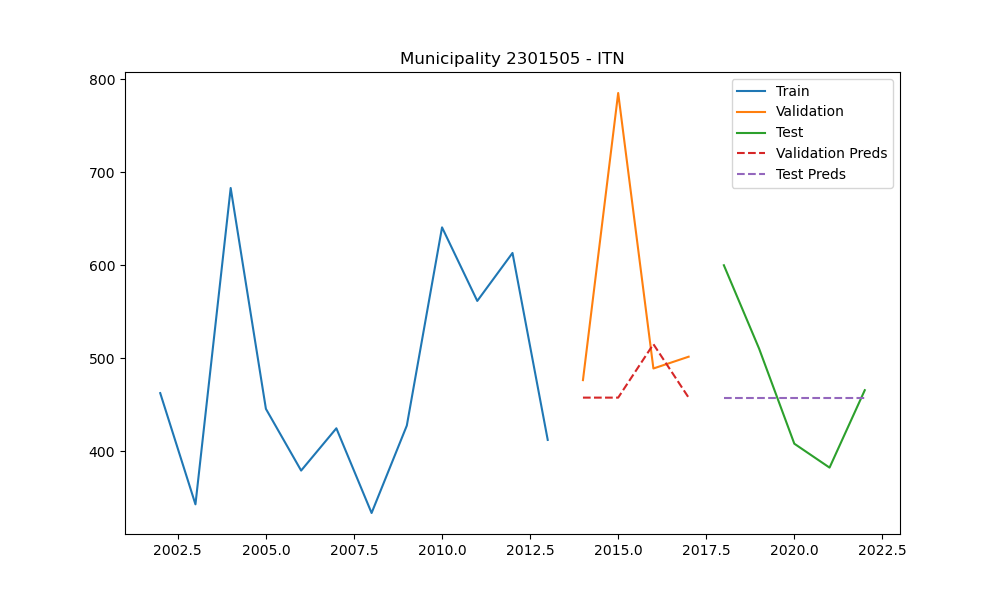 Municipality 2301505 - ITN
800
700
600
500
400
Train
Validation
Test
Validation Preds
Test Preds
2002.5 2005.0 2007.5 2010.0 2012.5 2015.0 2017.5 2020.0 2022.5